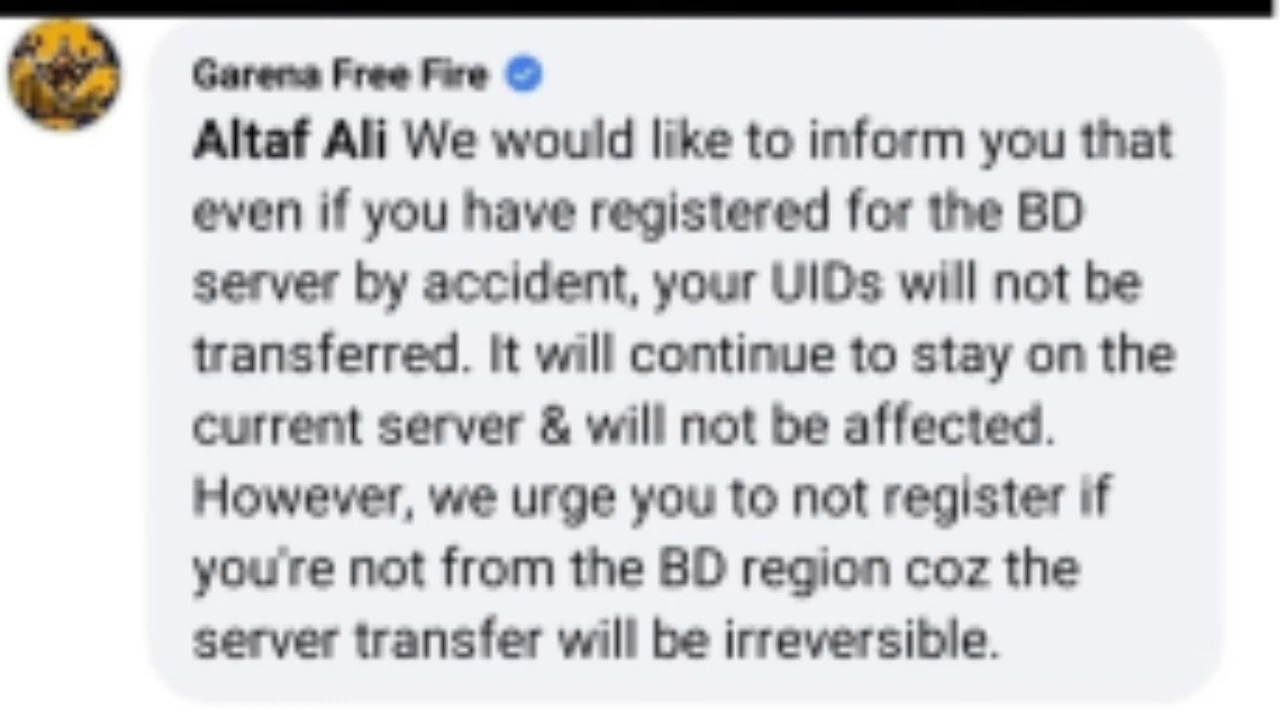 Garena Free Fire
Altaf Ali We would like to inform you that
even if you have registered for the BD
server by accident, your UIDs will not be
transferred. It will continue to stay on the
current server & will not be affected.
However, we urge you to not register if
you're not from the BD region coz the
server transfer will be irreversible.